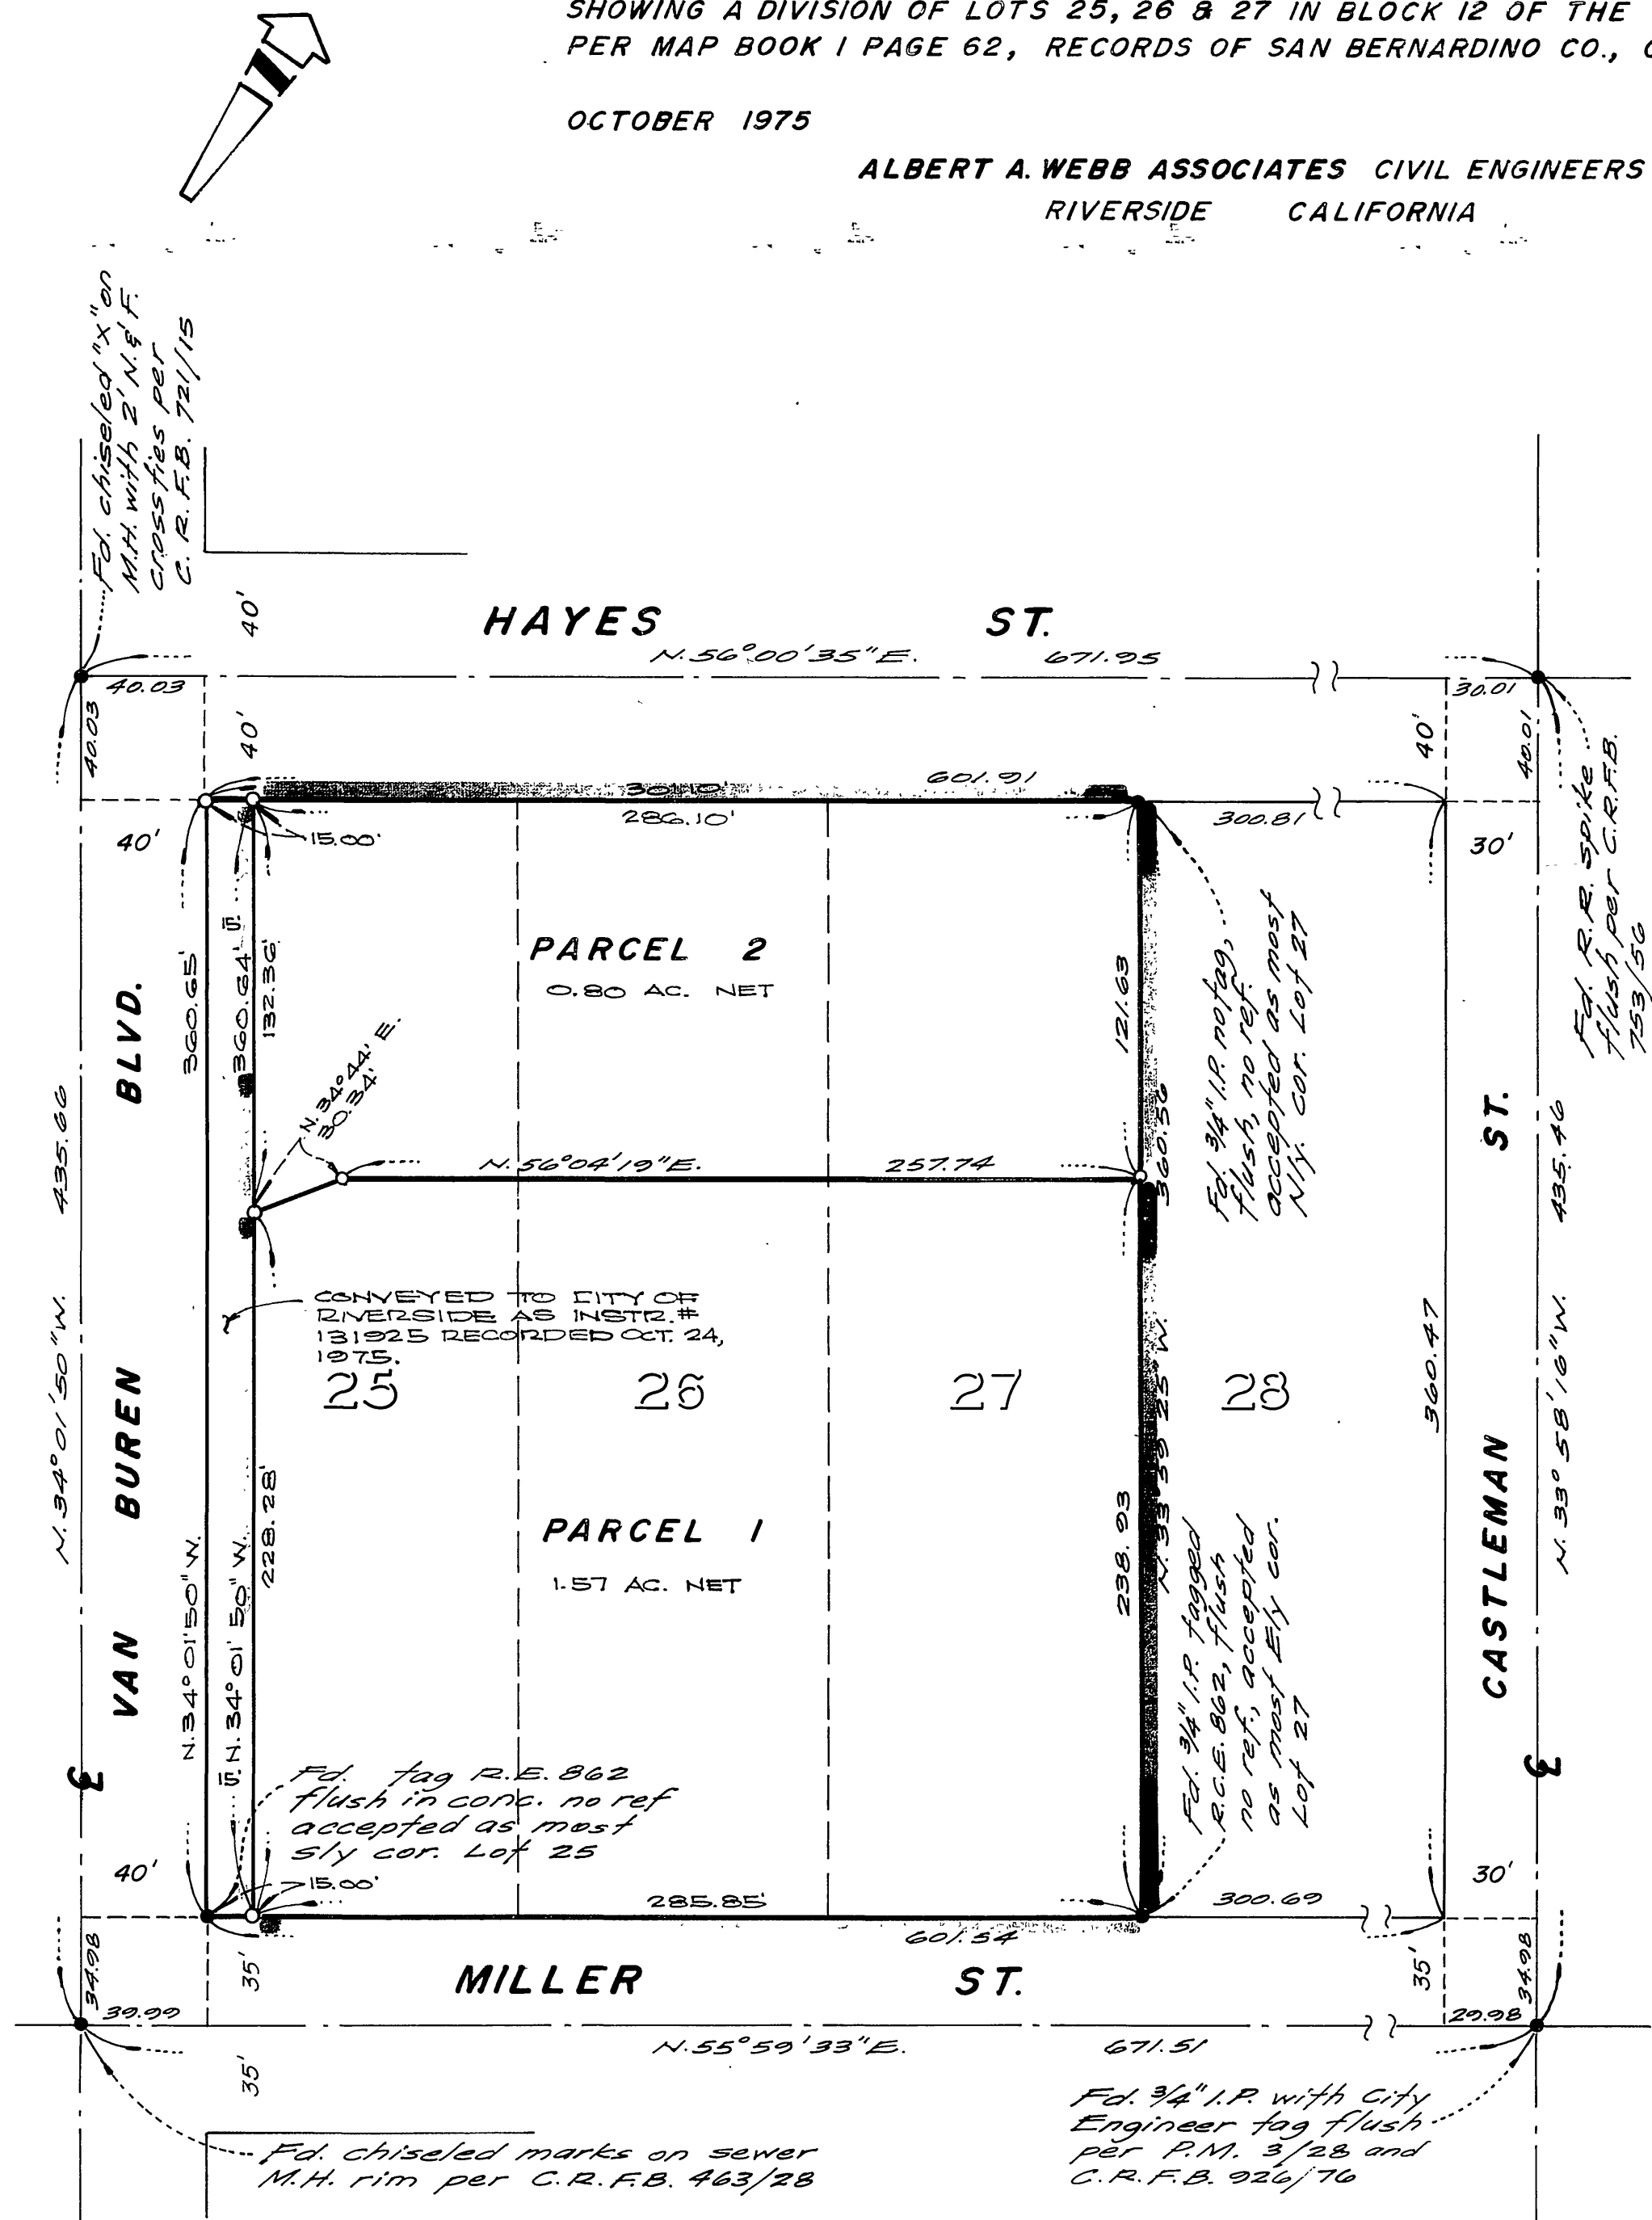 SHOWING A DIVISION OF LOTS 25, 26 & 27 IN BLOCK 12 OF THE
PER MAP BOOK 1 PAGE 62, RECORDS OF SAN BERNARDINO CO.,
OCTOBER 1975
ALBERT A. WEBB ASSOCIATES CIVIL ENGINEERS
RIVERSIDE CALIFORNIA
Fd. chiseled "x" on
M.H. with 2' N. & F.
crossties per
C. R. F.B. 721/15
40'
HAYES ST.
N. 56°00'35"E. 671.95
40.03
30.01
40.03
40'
40'
40.01
601.91
301.10'
286.10'
300.81
40'
15.00'
30'
Fd. R.R. spike
flush per C.R.F.B.
753/56
PARCEL 2
0.80 AC. NET
360.65'
360.64'
15.
132.36'
121.63
360.56
N. 34°44' E.
30.34'
N. 56°04'19"E. 257.74
Fd. 3/4" I.P. no tag,
flush, no ref.
accepted as most
N'ly. cor. Lot 27
CONVEYED TO CITY OF
RIVERSIDE AS INSTR.#
131925 RECORDED OCT. 24,
1975.
25 26 27 28
N. 34°01'50"W. 435.66
VAN BUREN BLVD.
N. 34°01'50"W.
15. N. 34°01'50"W.
228.28'
238.93
N. 33°59'25"W.
360.47
CASTLEMAN ST.
N. 33°58'16"W. 435.46
PARCEL 1
1.57 AC. NET
Fd. 3/4" I.P. tagged
R.C.E. 862, flush
no ref., accepted
as most E'ly cor.
Lot 27
3
3
Fd. tag R.E. 862
flush in conc. no ref
accepted as most
s'ly cor. Lot 25
40'
15.00'
30'
285.85'
300.69
601.54
34.98
35'
MILLER ST.
35'
34.98
39.99
29.98
N. 55°59'33"E. 671.51
35'
Fd. 3/4" I.P. with City
Engineer tag flush
per P.M. 3/28 and
C.R.F.B. 926/76
Fd. chiseled marks on sewer
M.H. rim per C.R.F.B. 463/28